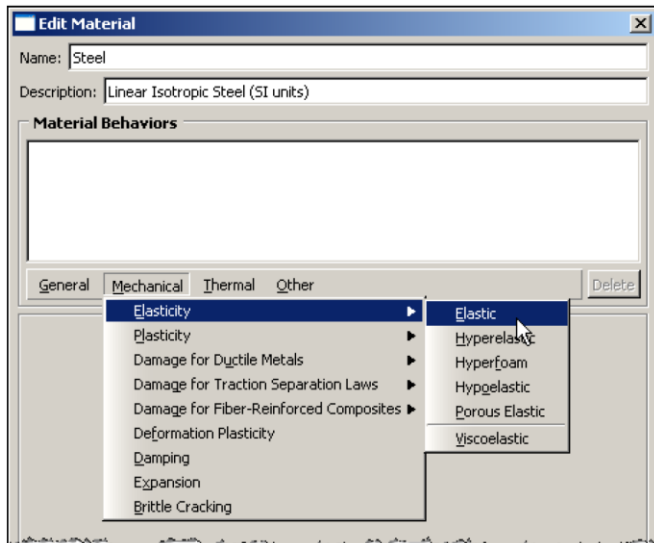 Edit Material
Name: Steel
Description: Linear Isotropic Steel (SI units)
Material Behaviors
General Mechanical Thermal Other Delete
Elasticity
Plasticity
Damage for Ductile Metals
Damage for Traction Separation Laws
Damage for Fiber-Reinforced Composites
Deformation Plasticity
Damping
Expansion
Brittle Cracking
Elastic
Hyperelastic
Hyperfoam
Hypoelastic
Porous Elastic
Viscoelastic